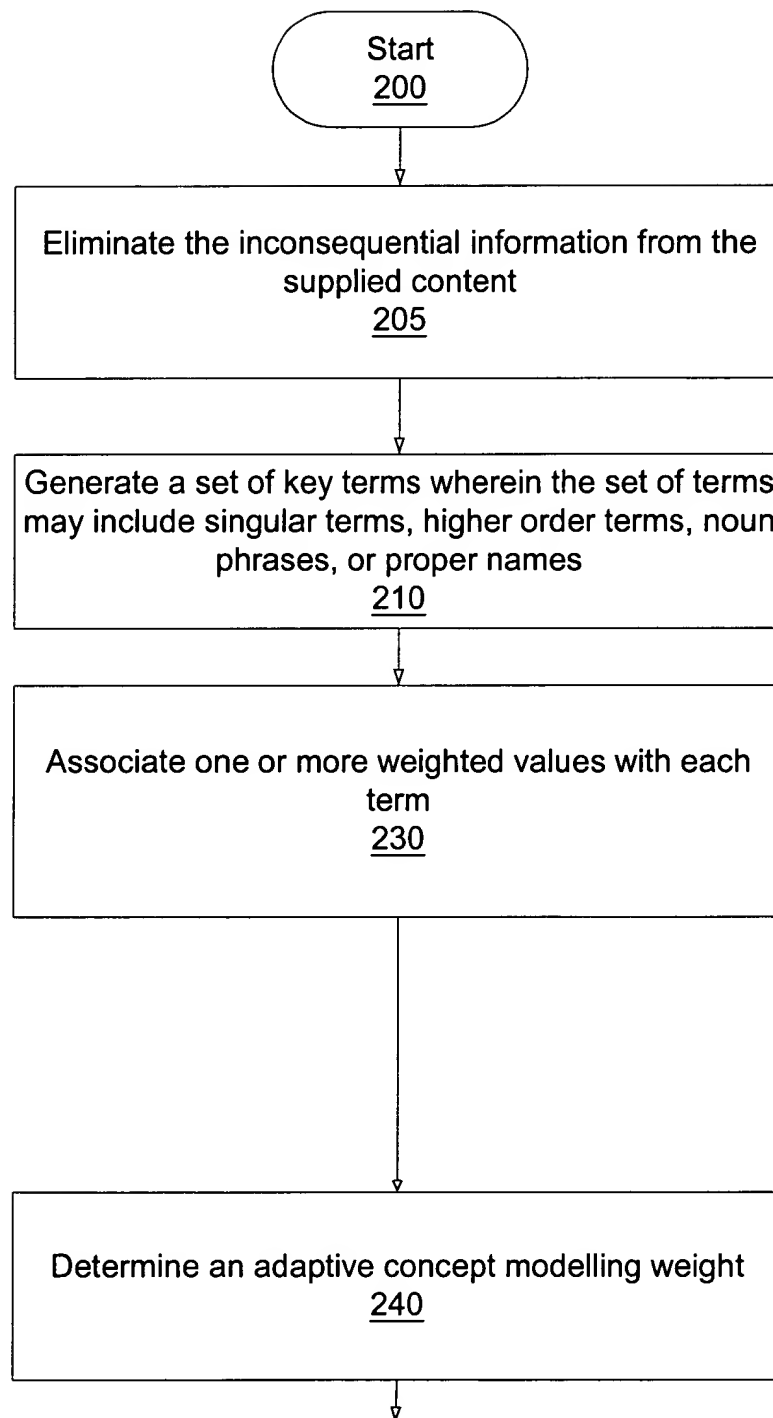 Start
200
Eliminate the inconsequential information from the
supplied content
205
Generate a set of key terms wherein the set of terms
may include singular terms, higher order terms, noun
phrases, or proper names
210
Associate one or more weighted values with each
term
230
Determine an adaptive concept modelling weight
240